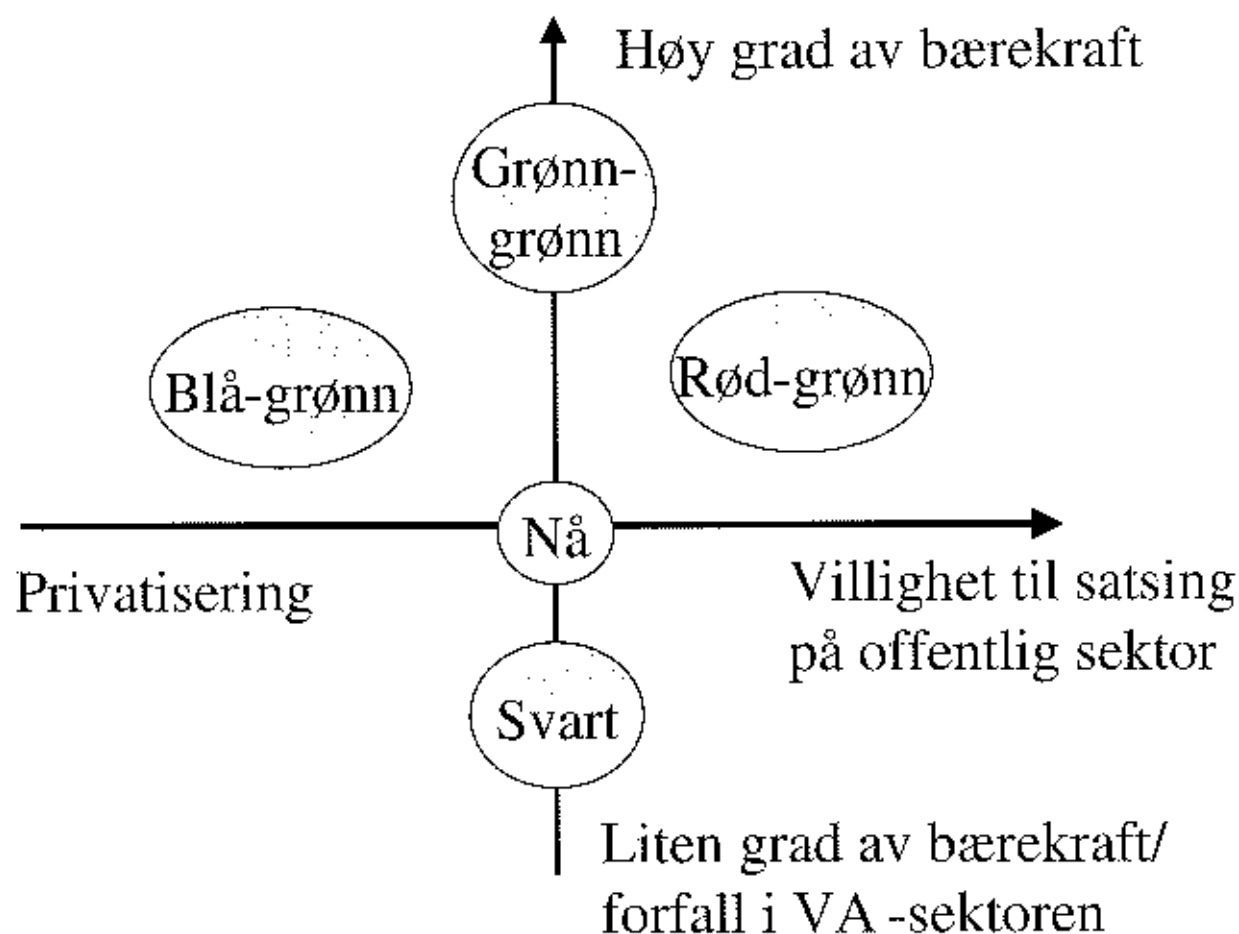 Høy grad av bærekraft
Grønn-
grønn
Blå-grønn
Rød-grønn
Nå
Privatisering
Villighet til satsing
på offentlig sektor
Svart
Liten grad av bærekraft/
forfall i VA -sektoren